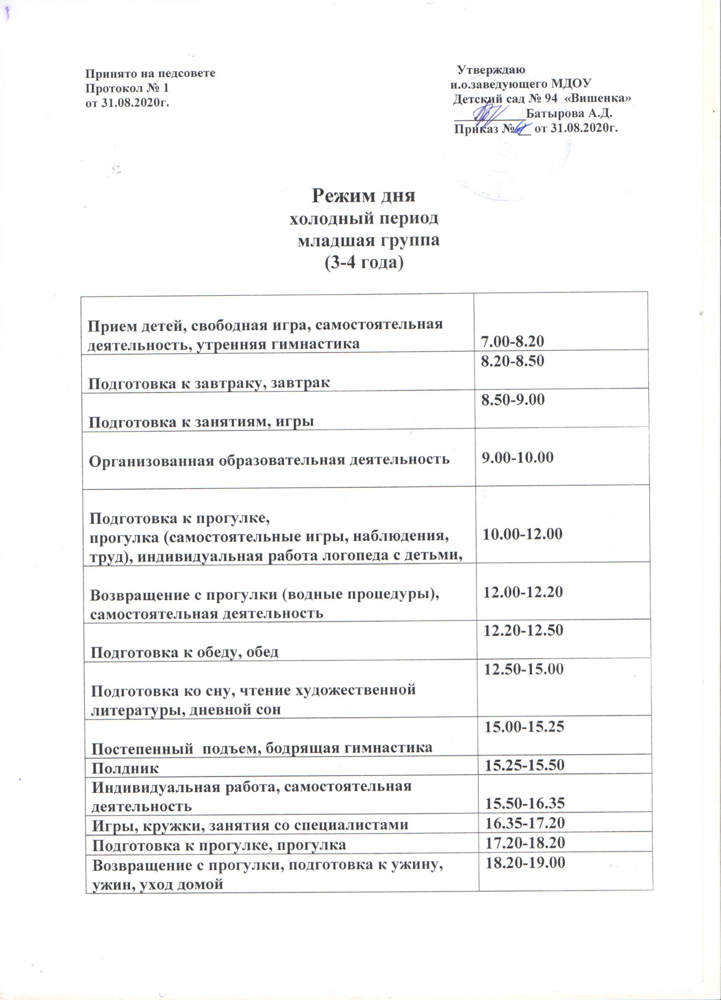 Принято на педсовете
Протокол № 1
от 31.08.2020г.
Утверждаю
и.о.заведующего МДОУ
Детский сад № 94 «Вишенка»
___________Батырова А.Д.
Приказ №__ от 31.08.2020г.
Режим дня
холодный период
младшая группа
(3-4 года)
Прием детей, свободная игра, самостоятельная
деятельность, утренняя гимнастика
7.00-8.20
Подготовка к завтраку, завтрак
8.20-8.50
Подготовка к занятиям, игры
8.50-9.00
Организованная образовательная деятельность
9.00-10.00
Подготовка к прогулке,
прогулка (самостоятельные игры, наблюдения,
труд), индивидуальная работа логопеда с детьми,
10.00-12.00
Возвращение с прогулки (водные процедуры),
самостоятельная деятельность
12.00-12.20
Подготовка к обеду, обед
12.20-12.50
Подготовка ко сну, чтение художественной
литературы, дневной сон
12.50-15.00
Постепенный подъем, бодрящая гимнастика
15.00-15.25
Полдник
15.25-15.50
Индивидуальная работа, самостоятельная
деятельность
15.50-16.35
Игры, кружки, занятия со специалистами
16.35-17.20
Подготовка к прогулке, прогулка
17.20-18.20
Возвращение с прогулки, подготовка к ужину,
ужин, уход домой
18.20-19.00